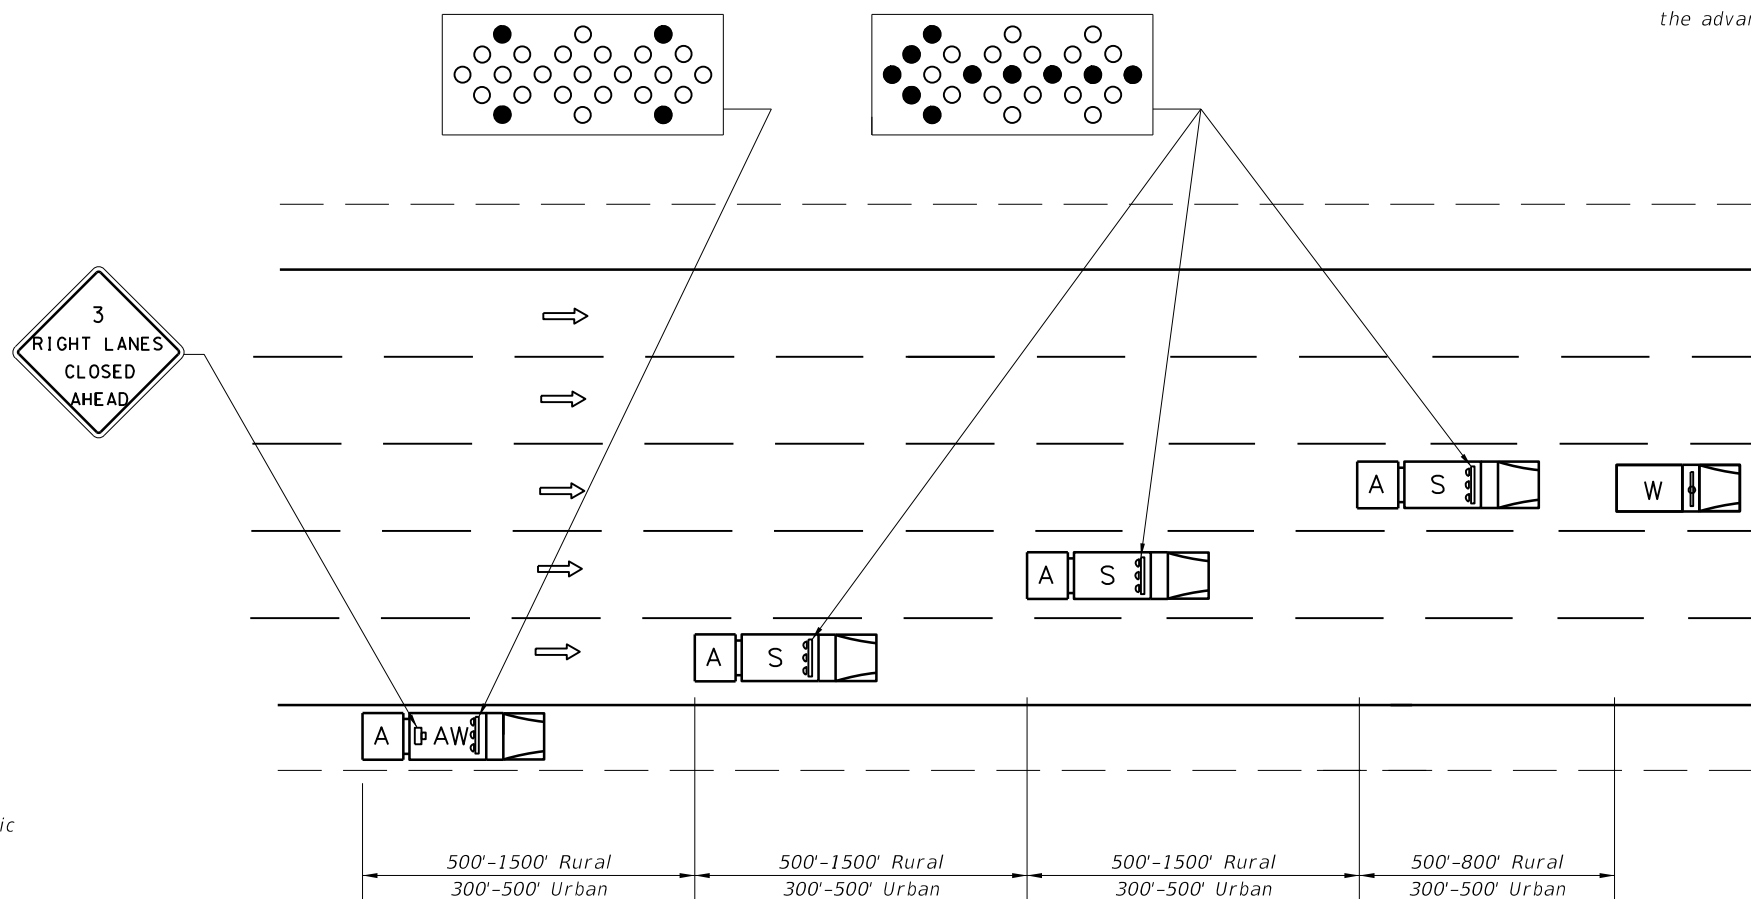 the advar
3
RIGHT LANES
CLOSED
AHEAD
A S
W
A S
A S
A AW
ic
500'-1500' Rural
300'-500' Urban
500'-1500' Rural
300'-500' Urban
500'-1500' Rural
300'-500' Urban
500'-800' Rural
300'-500' Urban